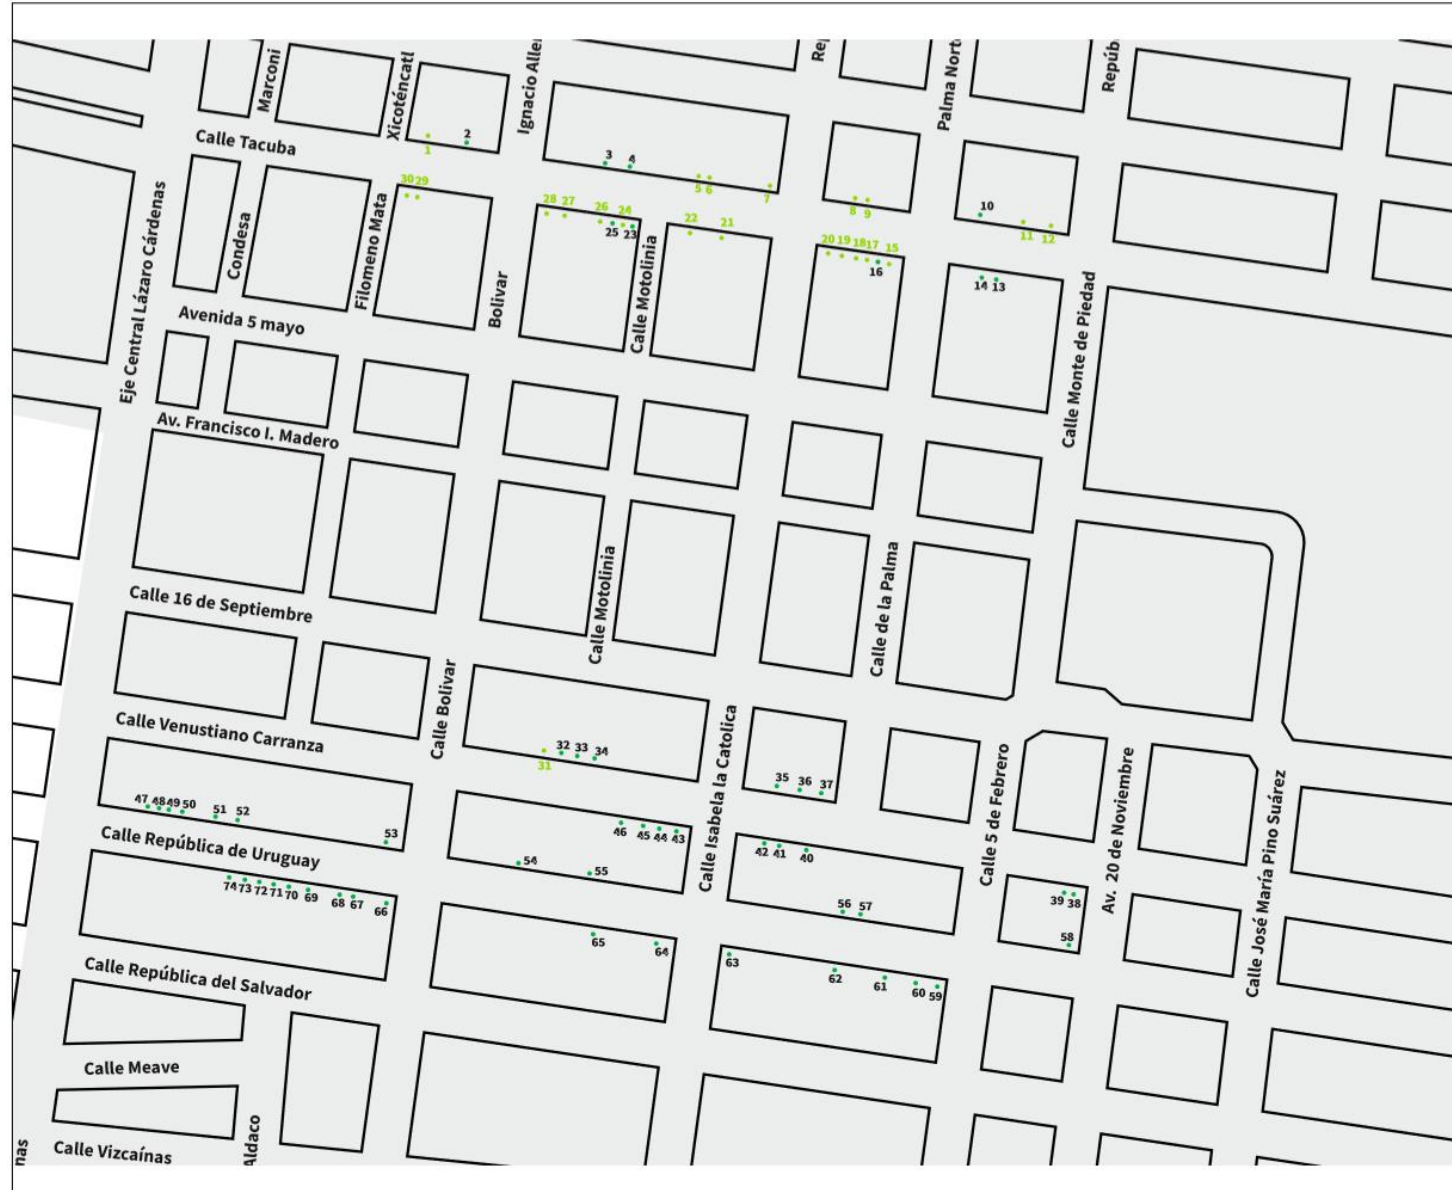 Marconi
Xicoténcatl
Ignacio Aller
Palma Nort
Repúb
Calle Tacuba
1
2
3
4
5 6
7
8 9
10
11 12
30 29
28 27
26 24
25 23
22
21
20 19 18 17 15
16
14 13
Eje Central Lázaro Cárdenas
Condesa
Filomeno Mata
Bolivar
Calle Motolinia
Calle Monte de Piedad
Avenida 5 mayo
Av. Francisco I. Madero
Calle 16 de Septiembre
Calle Motolinia
Calle de la Palma
Calle Bolivar
Calle Venustiano Carranza
31
32 33 34
Calle Isabela la Catolica
35 36 37
Calle 5 de Febrero
Av. 20 de Noviembre
Calle José María Pino Suárez
47 48 49 50
51 52
53
46 45 44 43
42 41 40
Calle República de Uruguay
54
55
56 57
39 38
58
74 73 72 71 70 69 68 67 66
65
64
63
62
61
60 59
Calle República del Salvador
Calle Meave
Calle Vizcaínas
Aldaco
nas